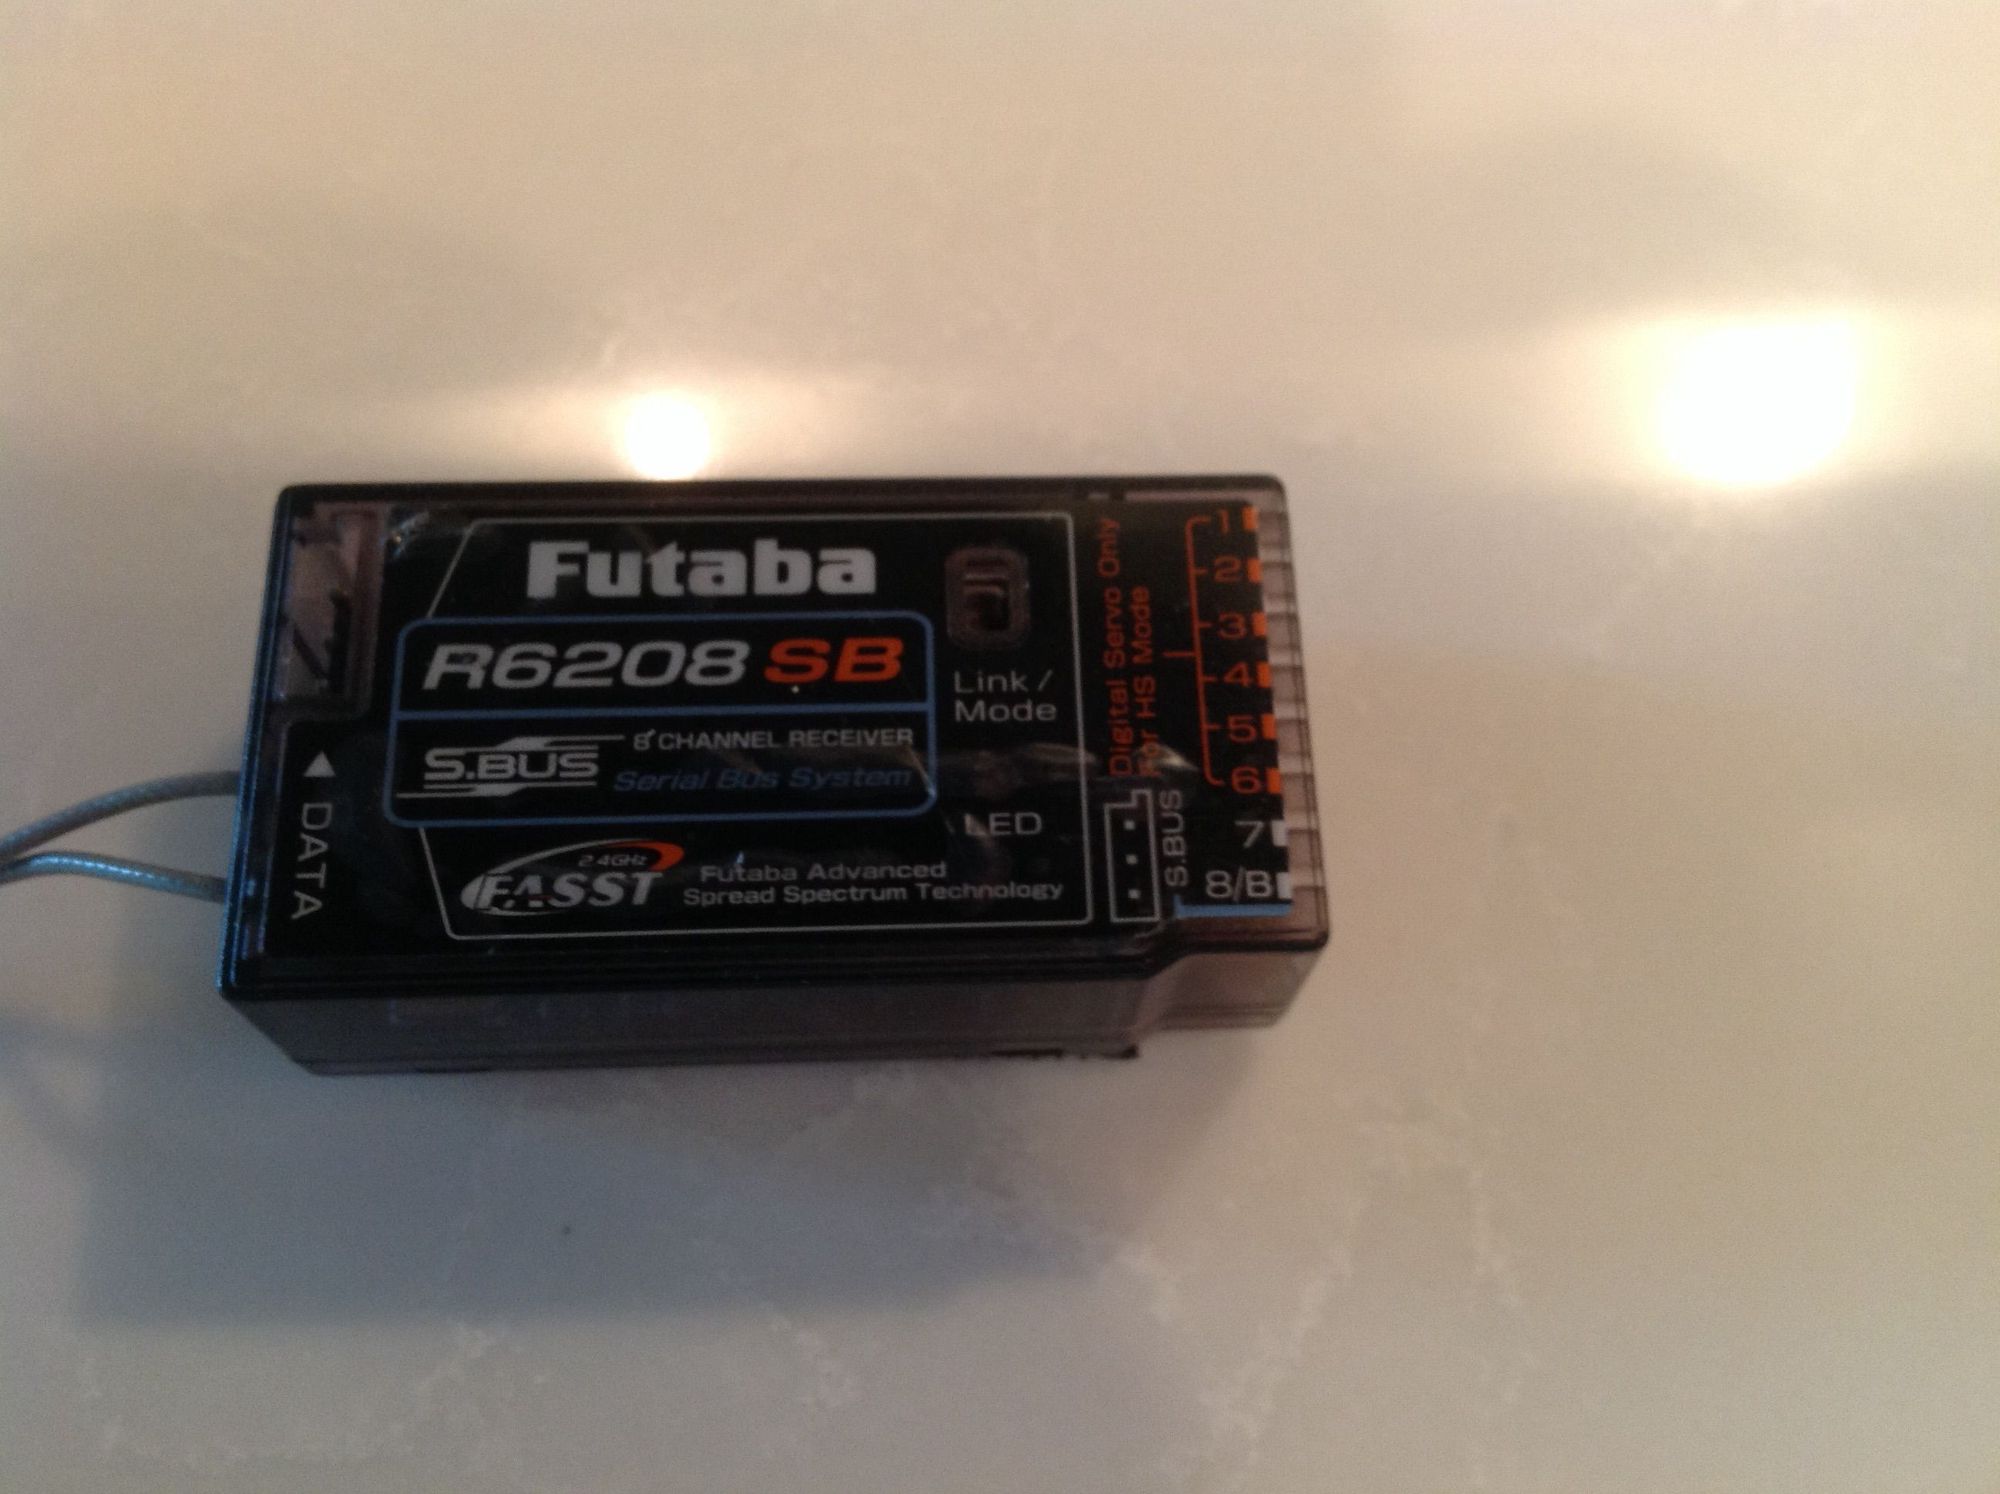 Futaba
R6208 SB
8 CHANNEL RECEIVER
S.BUS
Serial Bus System
2.4GHz
FASST
Futaba Advanced
Spread Spectrum Technology
Link /
Mode
LED
DATA
Digital Servo Only
For HS Mode
S.BUS
1
2
3
4
5
6
7
8/B